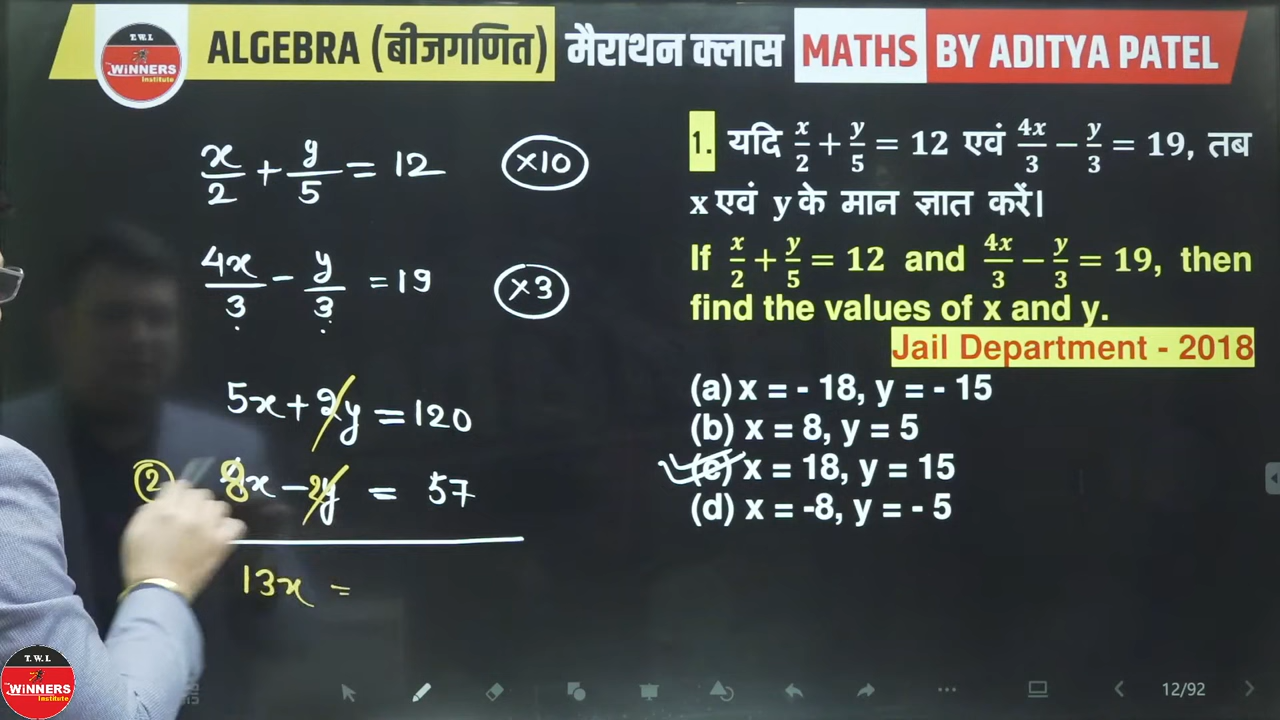 T.W.I.
The WiNNERS Institute
ALGEBRA (बीजगणित) मैराथन क्लास MATHS BY ADITYA PATEL
x/2 + y/5 = 12 ×10
4x/3 - y/3 = 19 ×3
5x + 2y = 120
② 8x - 2y = 57
13x =
1. यदि x/2 + y/5 = 12 एवं 4x/3 - y/3 = 19, तब
x एवं y के मान ज्ञात करें।
If x/2 + y/5 = 12 and 4x/3 - y/3 = 19, then
find the values of x and y.
Jail Department - 2018
(a) x = - 18, y = - 15
(b) x = 8, y = 5
(c) x = 18, y = 15
(d) x = -8, y = - 5
T.W.I.
The WiNNERS Institute
12/92